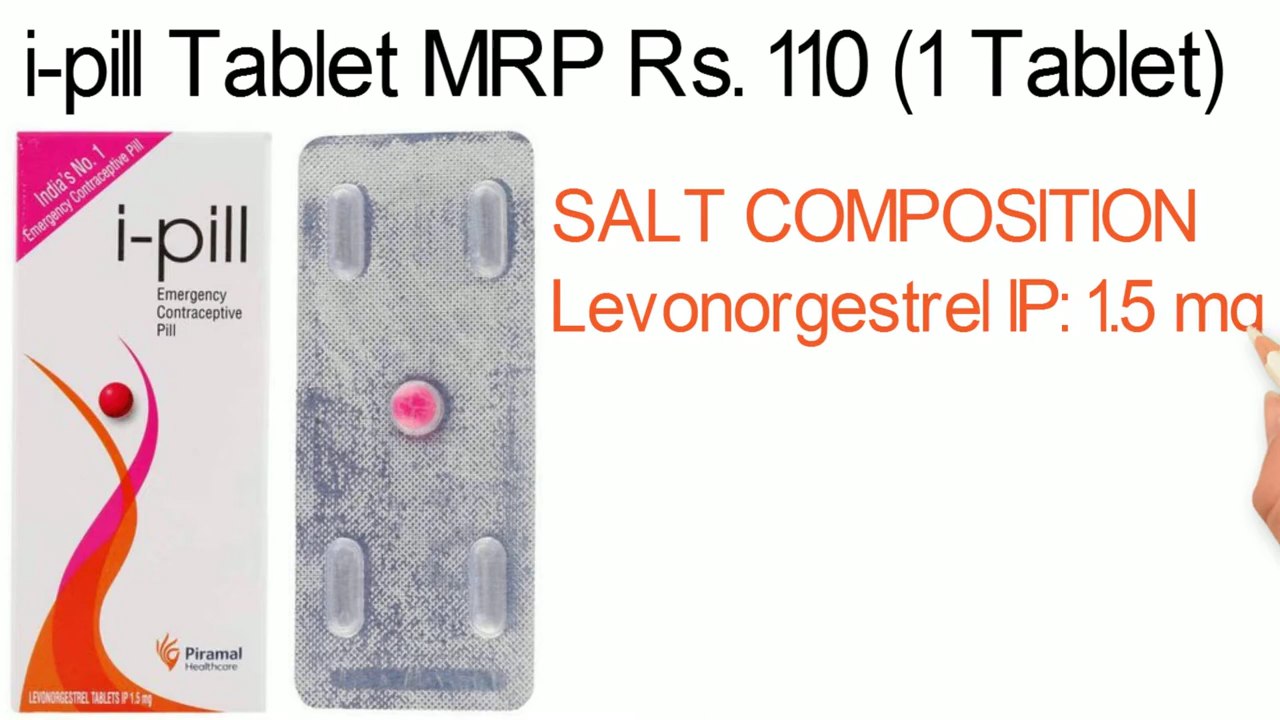 i-pill Tablet MRP Rs. 110 (1 Tablet)
India's No. 1
Emergency Contraceptive Pill
i-pill
Emergency
Contraceptive
Pill
Piramal
Healthcare
LEVONORGESTREL TABLETS IP 1.5 mg
SALT COMPOSITION
Levonorgestrel IP: 1.5 mg